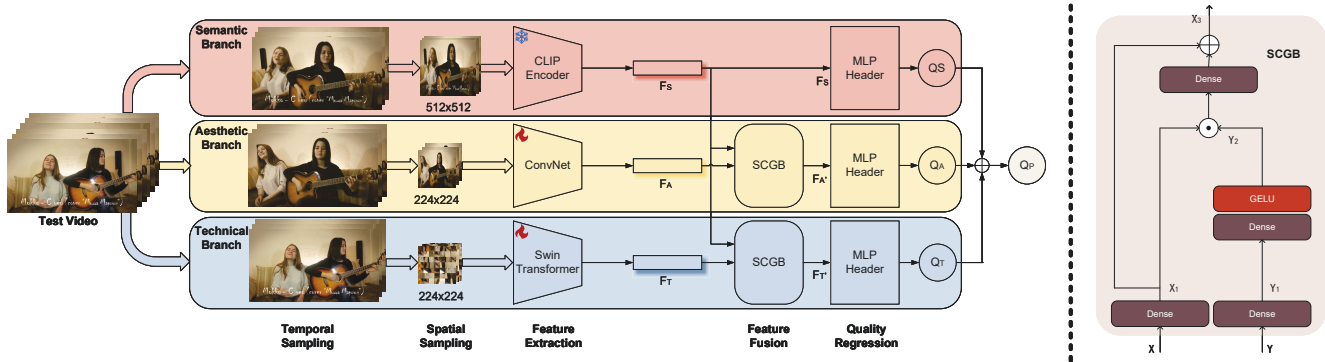 Semantic
Branch
512x512
CLIP
Encoder
Fs
Fs
MLP
Header
QS
Test Video
Aesthetic
Branch
224x224
ConvNet
FA
SCGB
FA'
MLP
Header
QA
QP
Technical
Branch
224x224
Swin
Transformer
FT
SCGB
FT'
MLP
Header
QT
Temporal
Sampling
Spatial
Sampling
Feature
Extraction
Feature
Fusion
Quality
Regression
X3
SCGB
Dense
Y2
GELU
Dense
X1
Y1
Dense
Dense
X
Y